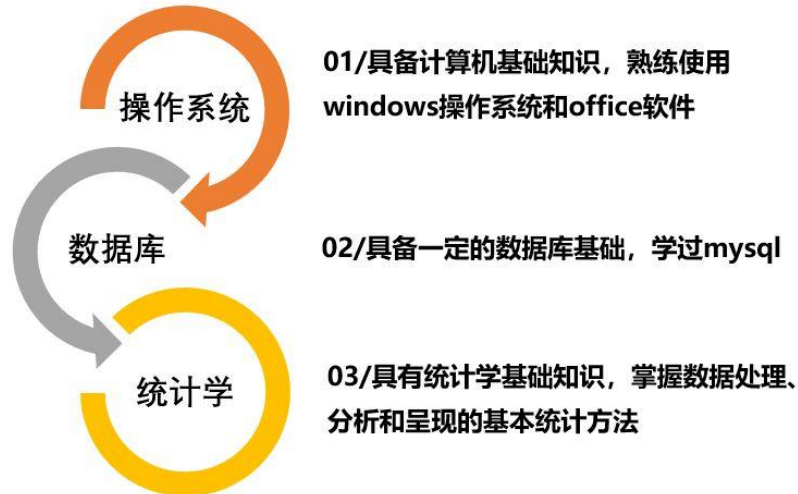 操作系统
01/具备计算机基础知识，熟练使用
windows操作系统和office软件
数据库
02/具备一定的数据库基础，学过mysql
统计学
03/具有统计学基础知识，掌握数据处理、
分析和呈现的基本统计方法